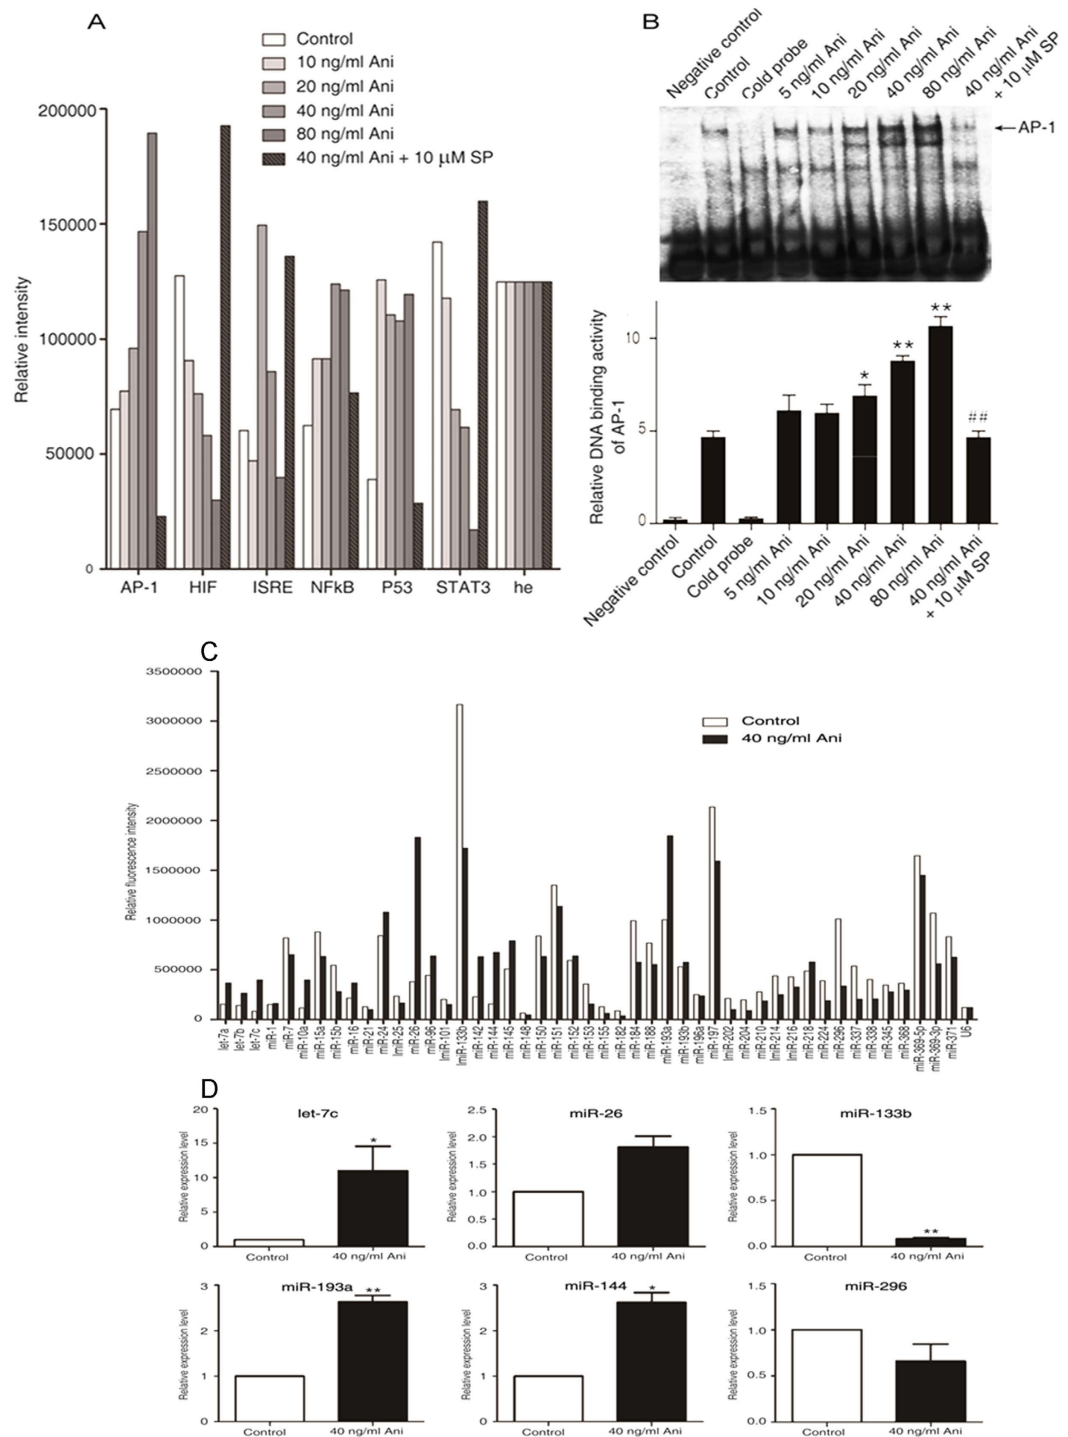 A
Control
10 ng/ml Ani
20 ng/ml Ani
40 ng/ml Ani
80 ng/ml Ani
40 ng/ml Ani + 10 μM SP
Relative intensity
200000
150000
100000
50000
0
AP-1 HIF ISRE NFkB P53 STAT3 he
B
Negative control
Control
Cold probe
5 ng/ml Ani
10 ng/ml Ani
20 ng/ml Ani
40 ng/ml Ani
80 ng/ml Ani
40 ng/ml Ani
+ 10 μM SP
←AP-1
Relative DNA binding activity
of AP-1
10
5
0
*
**
**
##
Negative control
Control
Cold probe
5 ng/ml Ani
10 ng/ml Ani
20 ng/ml Ani
40 ng/ml Ani
80 ng/ml Ani
40 ng/ml Ani
+ 10 μM SP
C
Relative fluorescence intensity
3500000
3000000
2500000
2000000
1500000
1000000
500000
0
Control
40 ng/ml Ani
let-7a
let-7b
let-7c
miR-1
miR-7
miR-10a
miR-15a
miR-15b
miR-16
miR-21
miR-24
lmiR-25
miR-26
miR-96
lmiR-101
lmiR-133b
miR-142
miR-144
miR-145
miR-148
miR-150
miR-151
miR-152
miR-153
miR-155
miR-182
miR-184
miR-188
miR-193a
miR-193b
miR-196a
miR-197
lmiR-202
miR-204
miR-210
lmiR-214
lmiR-216
miR-218
miR-224
miR-296
miR-337
miR-338
miR-345
miR-368
miR-369-5p
miR-369-3p
miR-371
U6
D
let-7c
Relative expression level
20
15
10
5
0
*
Control 40 ng/ml Ani
miR-26
Relative expression level
2.5
2.0
1.5
1.0
0.5
0.0
Control 40 ng/ml Ani
miR-133b
Relative expression level
1.5
1.0
0.5
0.0
**
Control 40 ng/ml Ani
miR-193a
Relative expression level
3
2
1
0
**
Control 40 ng/ml Ani
miR-144
Relative expression level
3
2
1
0
*
Control 40 ng/ml Ani
miR-296
Relative expression level
1.5
1.0
0.5
0.0
Control 40 ng/ml Ani